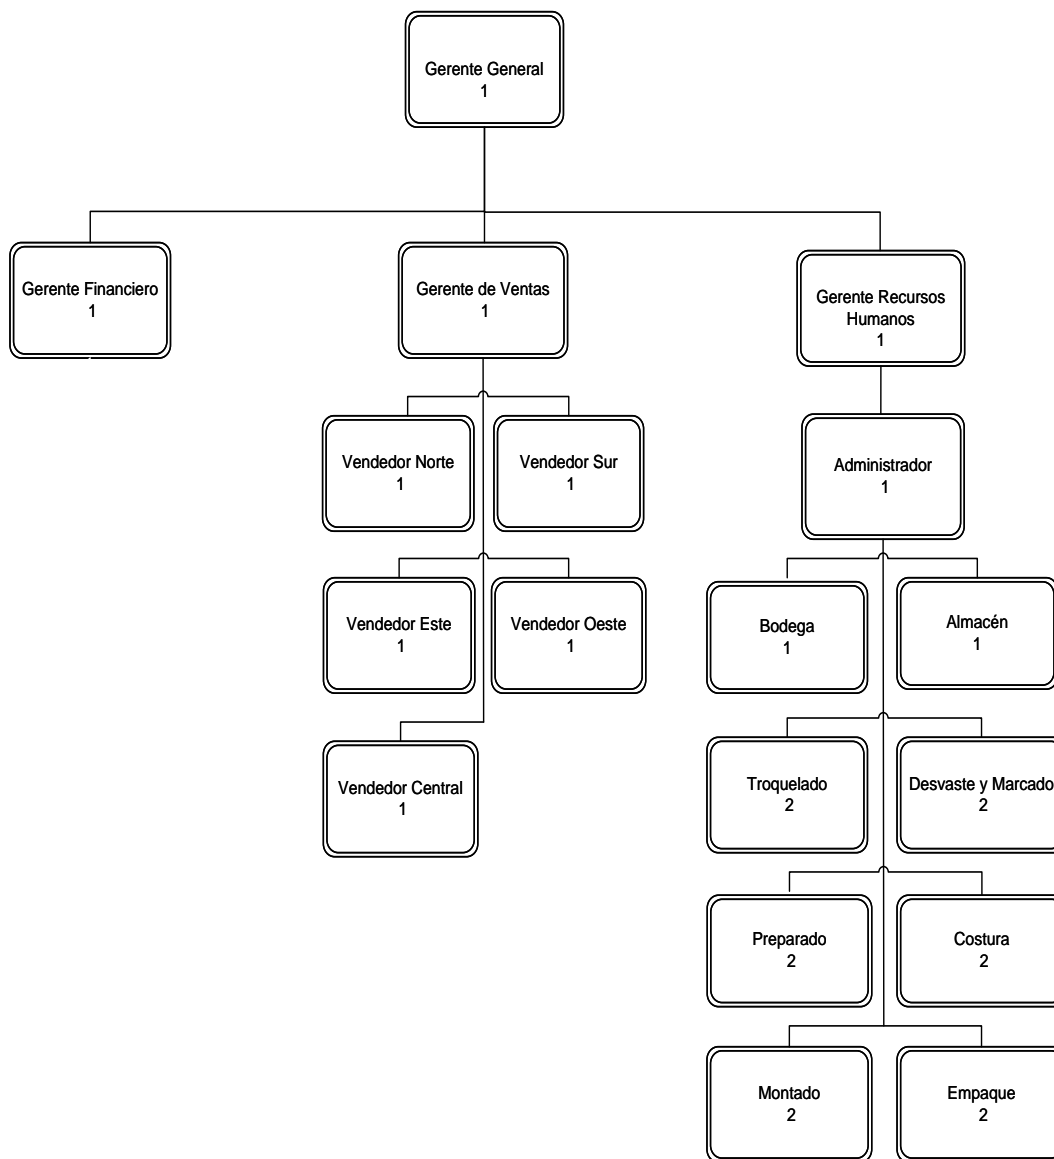 Gerente General
1
Gerente Financiero
1
Gerente de Ventas
1
Gerente Recursos
Humanos
1
Vendedor Norte
1
Vendedor Sur
1
Administrador
1
Vendedor Este
1
Vendedor Oeste
1
Bodega
1
Almacén
1
Vendedor Central
1
Troquelado
2
Desvaste y Marcado
2
Preparado
2
Costura
2
Montado
2
Empaque
2